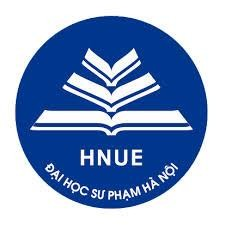 HNUE
ĐẠI HỌC SƯ PHẠM HÀ NỘI